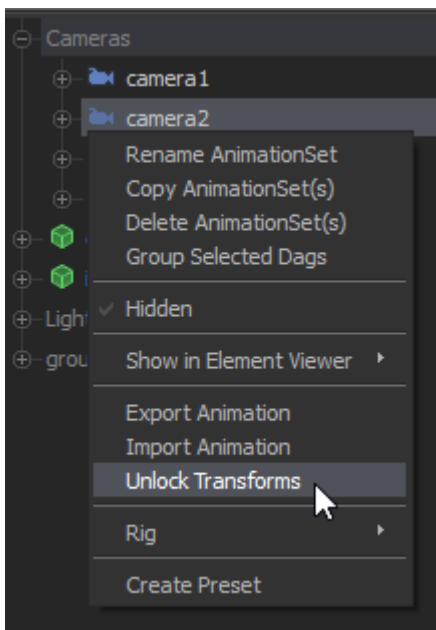 Cameras
camera1
camera2
Rename AnimationSet
Copy AnimationSet(s)
Delete AnimationSet(s)
Group Selected Dags
Hidden
Show in Element Viewer
Export Animation
Import Animation
Unlock Transforms
Rig
Create Preset